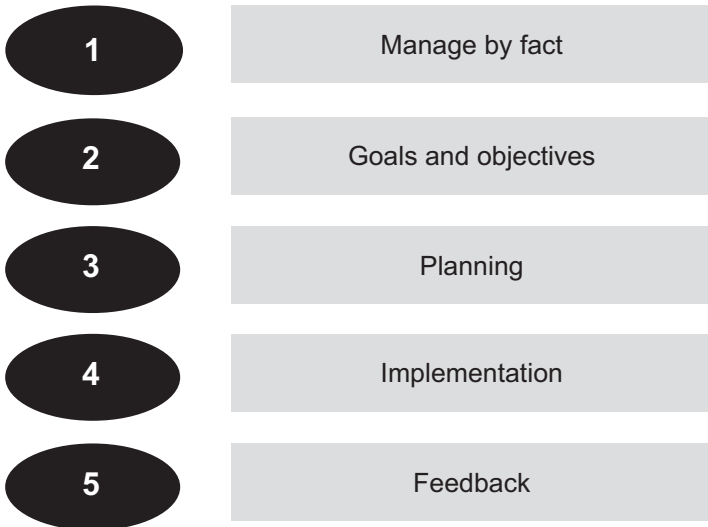 1 Manage by fact
2 Goals and objectives
3 Planning
4 Implementation
5 Feedback